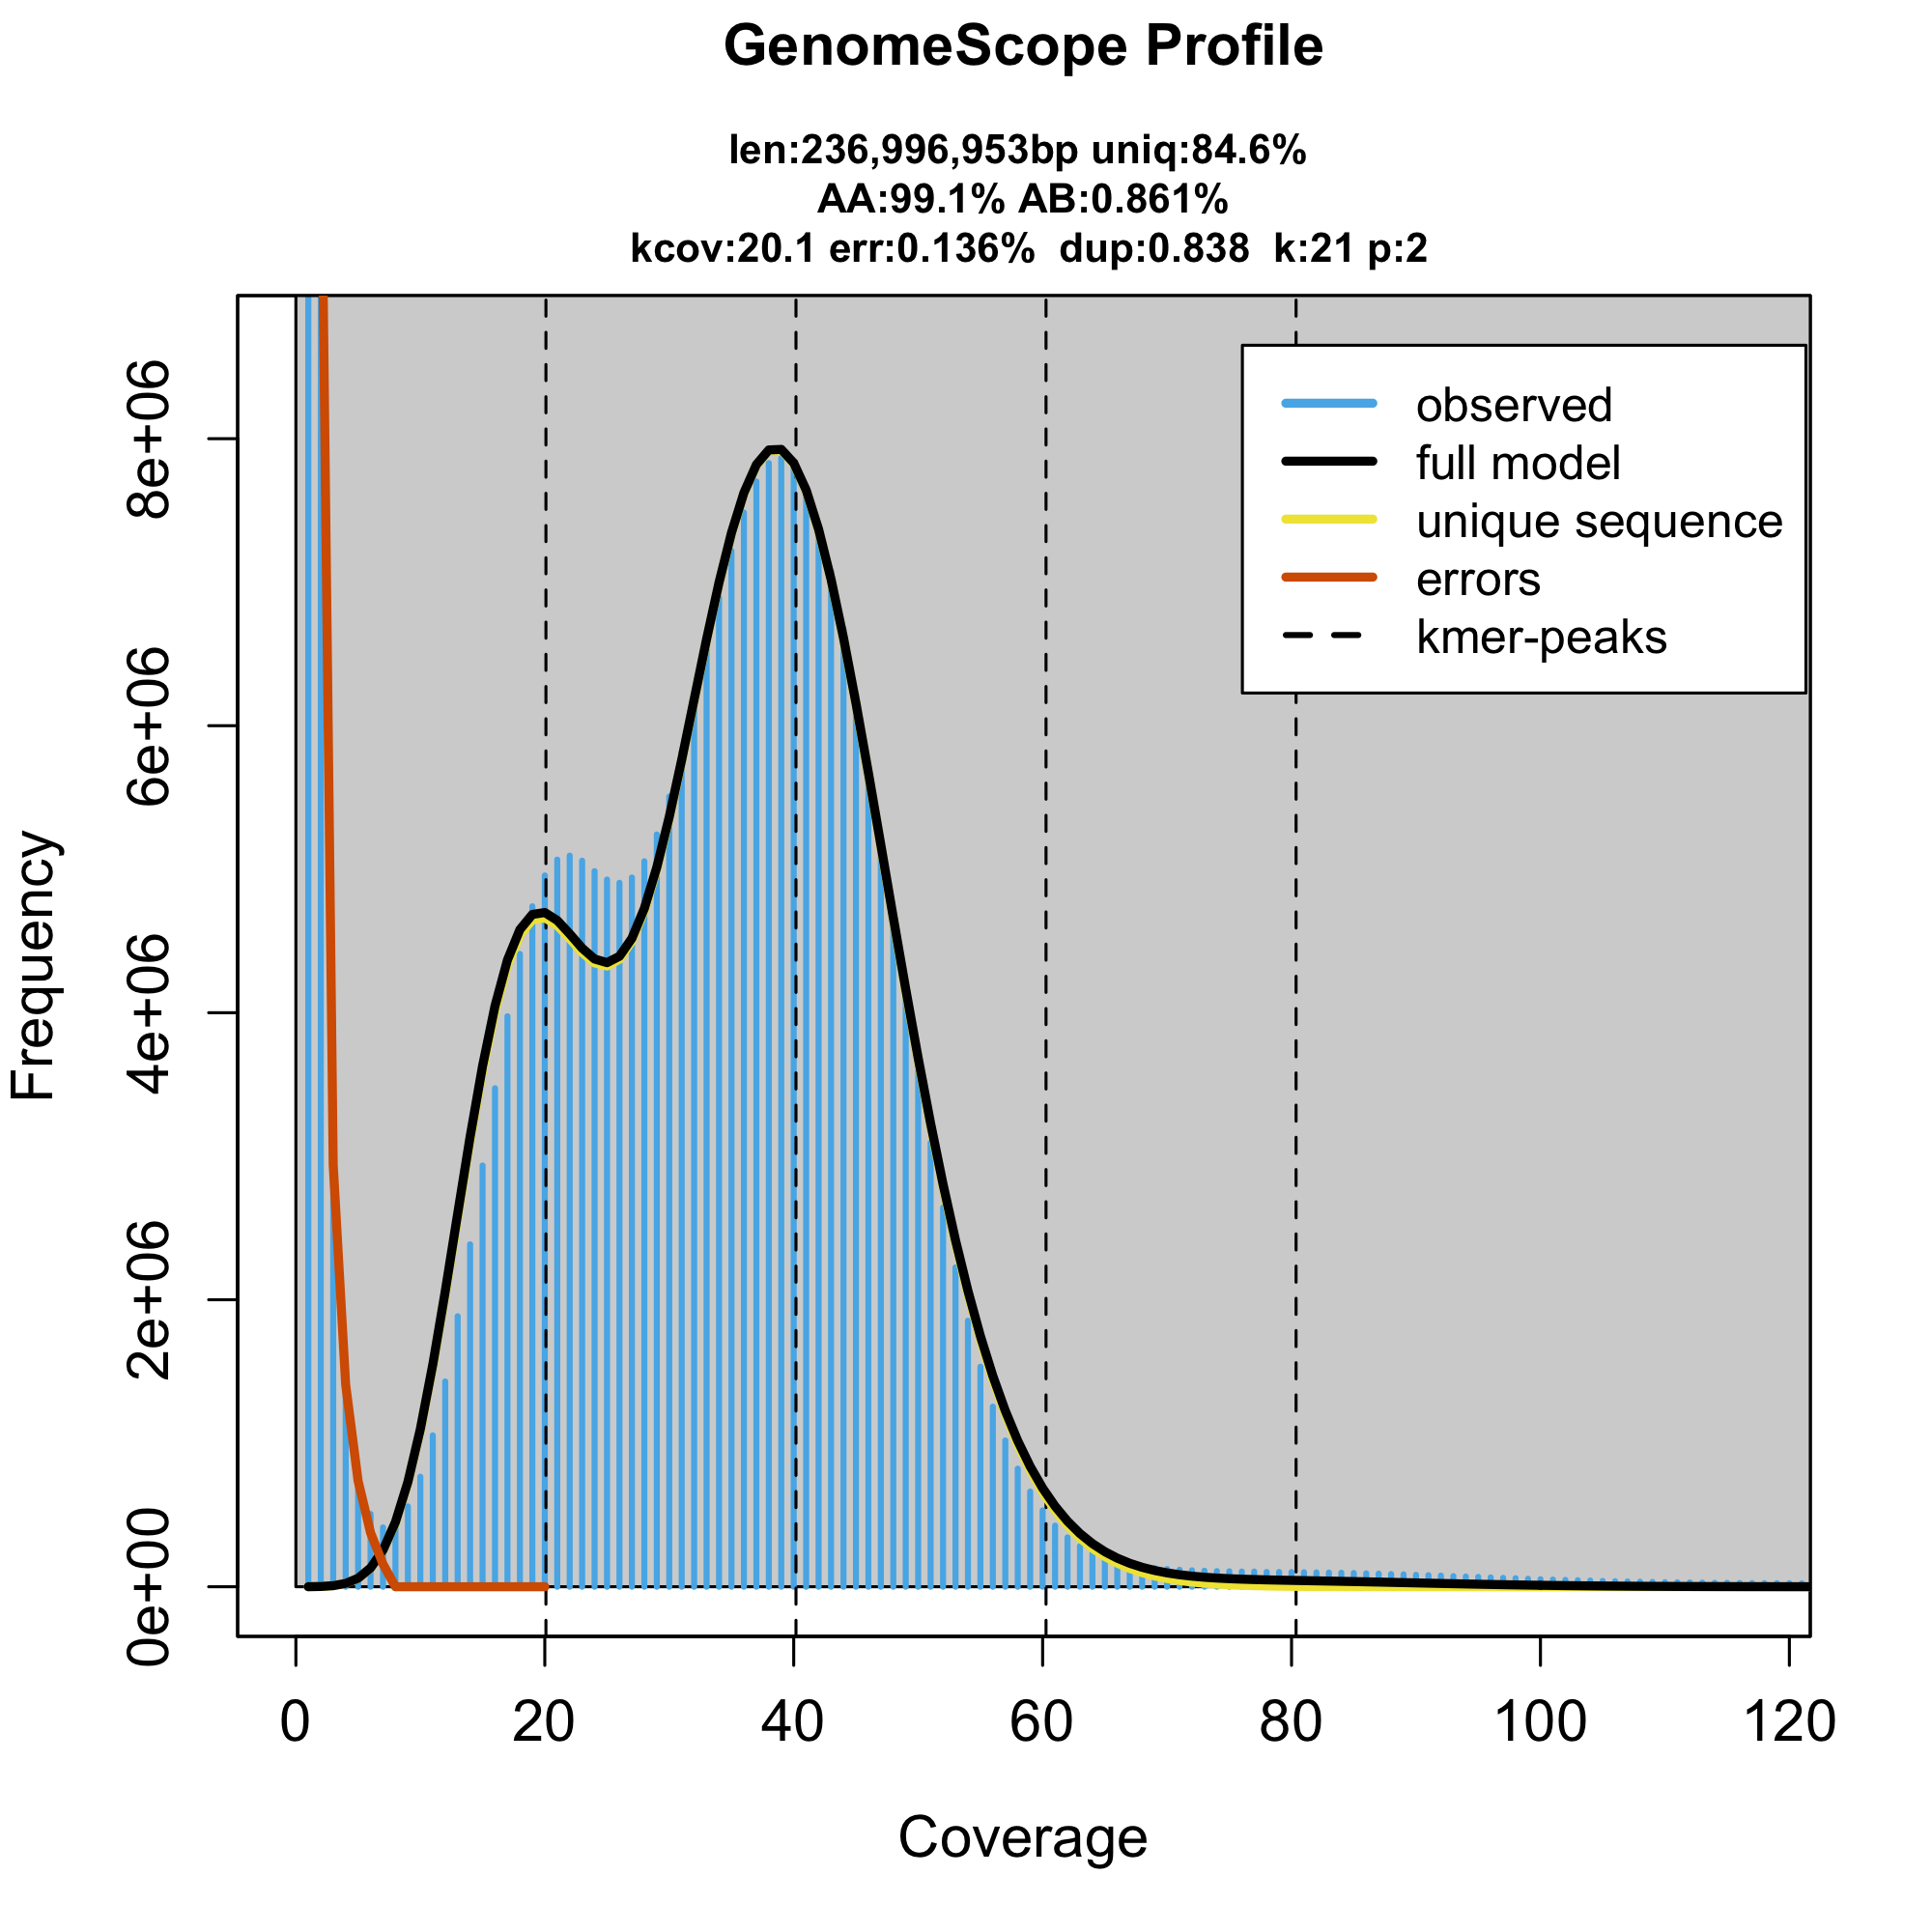 GenomeScope Profile
len:236,996,953bp uniq:84.6%
AA:99.1% AB:0.861%
kcov:20.1 err:0.136% dup:0.838 k:21 p:2
observed
full model
unique sequence
errors
kmer-peaks
Frequency
8e+06
6e+06
4e+06
2e+06
0e+00
0 20 40 60 80 100 120
Coverage